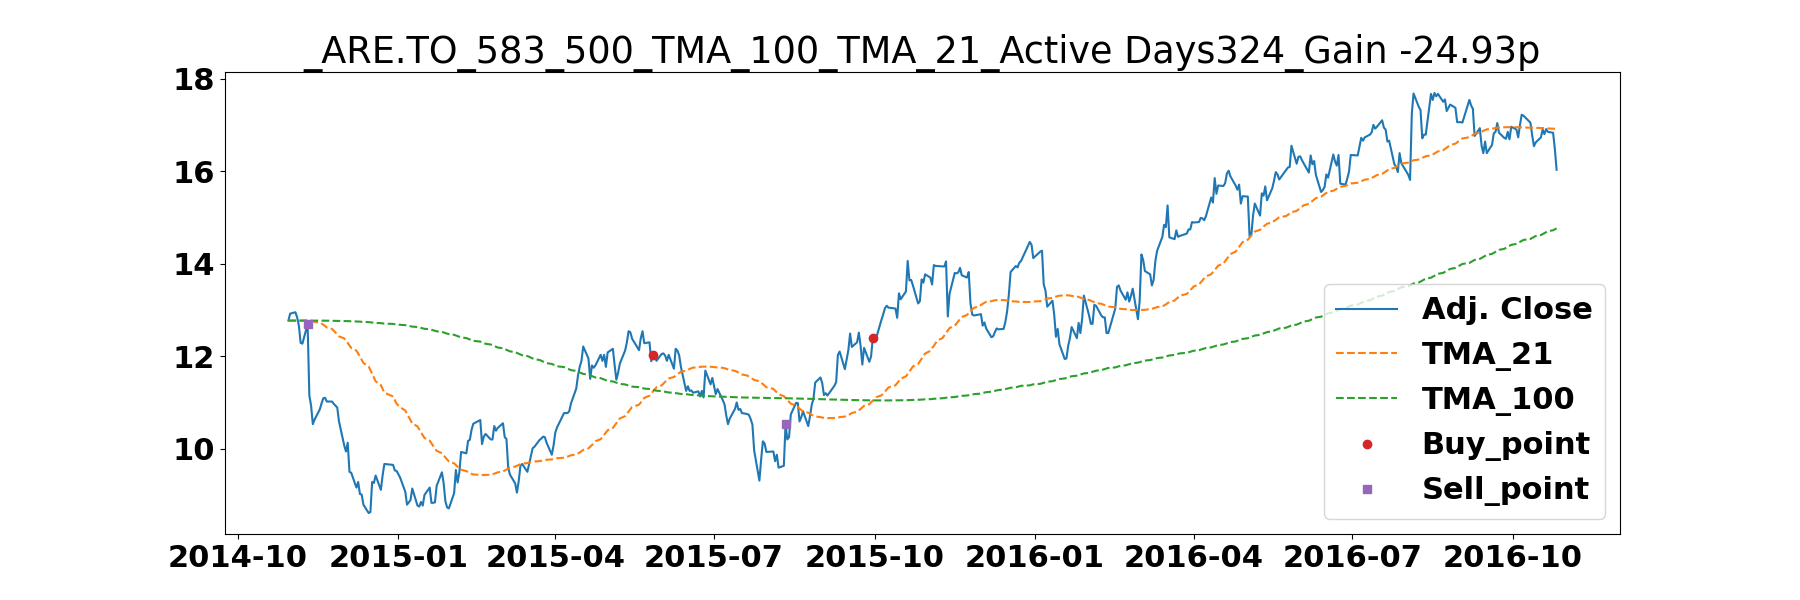 _ARE.TO_583_500_TMA_100_TMA_21_Active Days324_Gain -24.93p
18
16
14
12
10
2014-10 2015-01 2015-04 2015-07 2015-10 2016-01 2016-04 2016-07 2016-10
Adj. Close
TMA_21
TMA_100
Buy_point
Sell_point